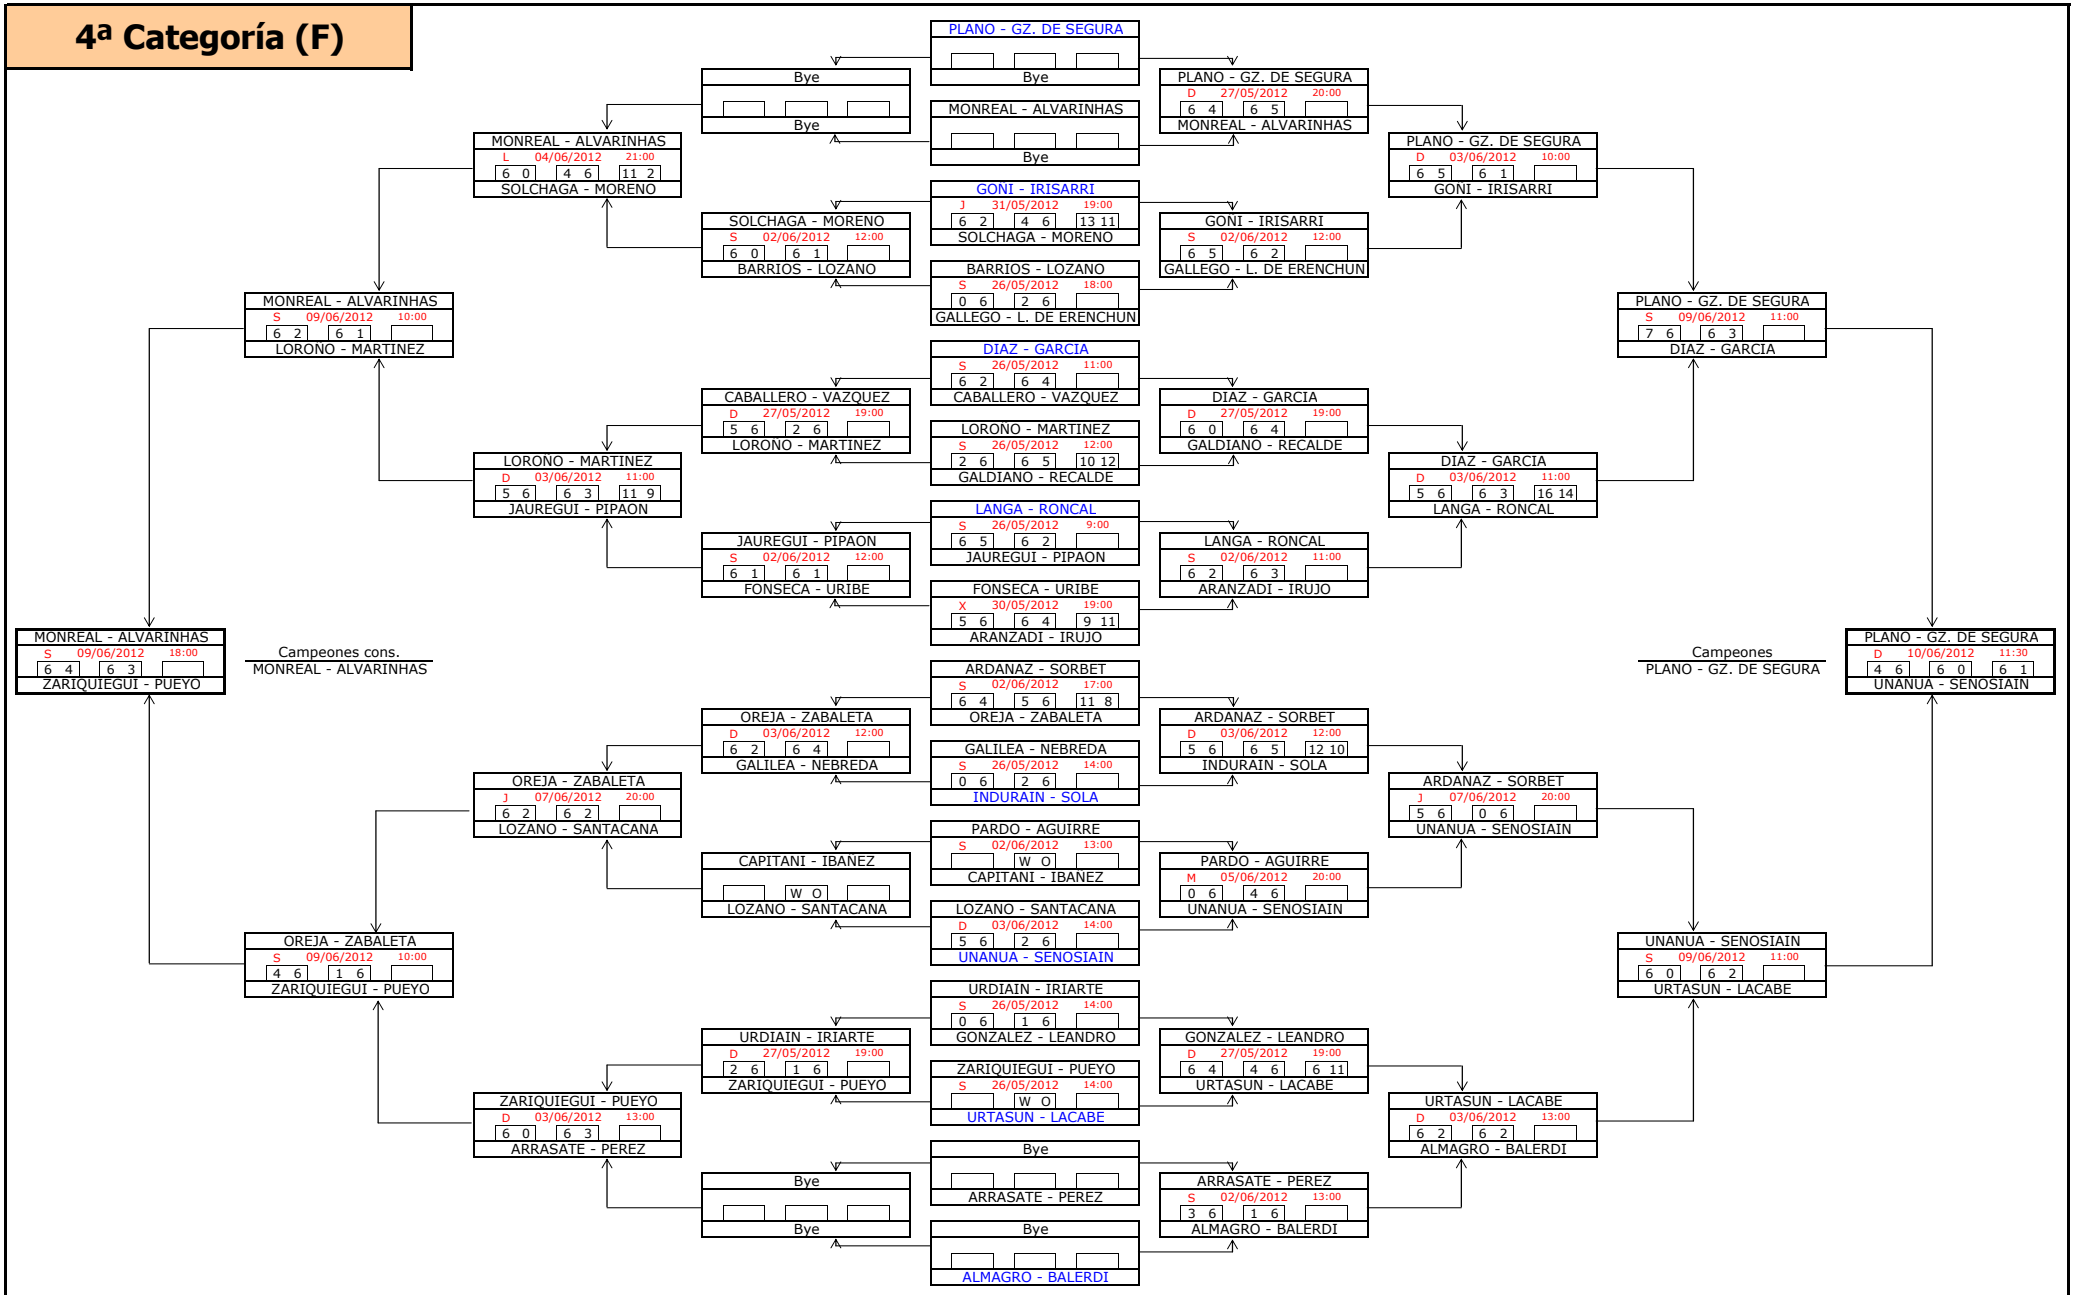 4ª Categoría (F)
MONREAL - ALVARINHAS
S 09/06/2012 18:00
6 4 6 3
ZARIQUIEGUI - PUEYO
Campeones cons.
MONREAL - ALVARINHAS
MONREAL - ALVARINHAS
S 09/06/2012 10:00
6 2 6 1
LOROÑO - MARTINEZ
OREJA - ZABALETA
S 09/06/2012 10:00
4 6 1 6
ZARIQUIEGUI - PUEYO
MONREAL - ALVARINHAS
L 04/06/2012 21:00
6 0 4 6 11 2
SOLCHAGA - MORENO
LOROÑO - MARTINEZ
D 03/06/2012 11:00
5 6 6 3 11 9
JAUREGUI - PIPAON
OREJA - ZABALETA
J 07/06/2012 20:00
6 2 6 2
LOZANO - SANTACANA
ZARIQUIEGUI - PUEYO
D 03/06/2012 13:00
6 0 6 3
ARRASATE - PEREZ
Bye
Bye
SOLCHAGA - MORENO
S 02/06/2012 12:00
6 0 6 1
BARRIOS - LOZANO
CABALLERO - VAZQUEZ
D 27/05/2012 19:00
5 6 2 6
LOROÑO - MARTINEZ
JAUREGUI - PIPAON
S 02/06/2012 12:00
6 1 6 1
FONSECA - URIBE
OREJA - ZABALETA
D 03/06/2012 12:00
6 2 6 4
GALILEA - NEBREDA
CAPITANI - IBAÑEZ
W O
LOZANO - SANTACANA
URDIAIN - IRIARTE
D 27/05/2012 19:00
2 6 1 6
ZARIQUIEGUI - PUEYO
Bye
Bye
PLANO - GZ. DE SEGURA
Bye
MONREAL - ALVARINHAS
Bye
GOÑI - IRISARRI
J 31/05/2012 19:00
6 2 4 6 13 11
SOLCHAGA - MORENO
BARRIOS - LOZANO
S 26/05/2012 18:00
0 6 2 6
GALLEGO - L. DE ERENCHUN
DIAZ - GARCIA
S 26/05/2012 11:00
6 2 6 4
CABALLERO - VAZQUEZ
LOROÑO - MARTINEZ
S 26/05/2012 12:00
2 6 6 5 10 12
GALDIANO - RECALDE
LANGA - RONCAL
S 26/05/2012 9:00
6 5 6 2
JAUREGUI - PIPAON
FONSECA - URIBE
X 30/05/2012 19:00
5 6 6 4 9 11
ARANZADI - IRUJO
ARDANAZ - SORBET
S 02/06/2012 17:00
6 4 5 6 11 8
OREJA - ZABALETA
GALILEA - NEBREDA
S 26/05/2012 14:00
0 6 2 6
INDURAIN - SOLA
PARDO - AGUIRRE
S 02/06/2012 13:00
W O
CAPITANI - IBAÑEZ
LOZANO - SANTACANA
D 03/06/2012 14:00
5 6 2 6
UNANUA - SENOSIAIN
URDIAIN - IRIARTE
S 26/05/2012 14:00
0 6 1 6
GONZALEZ - LEANDRO
ZARIQUIEGUI - PUEYO
S 26/05/2012 14:00
W O
URTASUN - LACABE
Bye
ARRASATE - PEREZ
Bye
ALMAGRO - BALERDI
PLANO - GZ. DE SEGURA
D 27/05/2012 20:00
6 4 6 5
MONREAL - ALVARINHAS
GOÑI - IRISARRI
S 02/06/2012 12:00
6 5 6 2
GALLEGO - L. DE ERENCHUN
DIAZ - GARCIA
D 27/05/2012 19:00
6 0 6 4
GALDIANO - RECALDE
LANGA - RONCAL
S 02/06/2012 11:00
6 2 6 3
ARANZADI - IRUJO
ARDANAZ - SORBET
D 03/06/2012 12:00
5 6 6 5 12 10
INDURAIN - SOLA
PARDO - AGUIRRE
M 05/06/2012 20:00
0 6 4 6
UNANUA - SENOSIAIN
GONZALEZ - LEANDRO
D 27/05/2012 19:00
6 4 4 6 6 11
URTASUN - LACABE
ARRASATE - PEREZ
S 02/06/2012 13:00
3 6 1 6
ALMAGRO - BALERDI
PLANO - GZ. DE SEGURA
D 03/06/2012 10:00
6 5 6 1
GOÑI - IRISARRI
DIAZ - GARCIA
D 03/06/2012 11:00
5 6 6 3 16 14
LANGA - RONCAL
ARDANAZ - SORBET
J 07/06/2012 20:00
5 6 0 6
UNANUA - SENOSIAIN
URTASUN - LACABE
D 03/06/2012 13:00
6 2 6 2
ALMAGRO - BALERDI
PLANO - GZ. DE SEGURA
S 09/06/2012 11:00
7 6 6 3
DIAZ - GARCIA
UNANUA - SENOSIAIN
S 09/06/2012 11:00
6 0 6 2
URTASUN - LACABE
Campeones
PLANO - GZ. DE SEGURA
PLANO - GZ. DE SEGURA
D 10/06/2012 11:30
4 6 6 0 6 1
UNANUA - SENOSIAIN